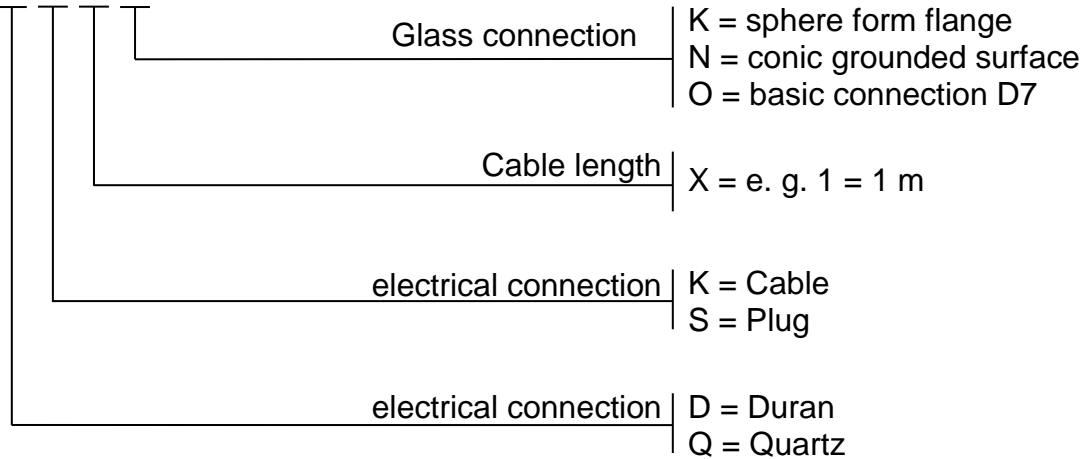 Glass connection
K = sphere form flange
N = conic grounded surface
O = basic connection D7
Cable length
X = e. g. 1 = 1 m
electrical connection
K = Cable
S = Plug
electrical connection
D = Duran
Q = Quartz